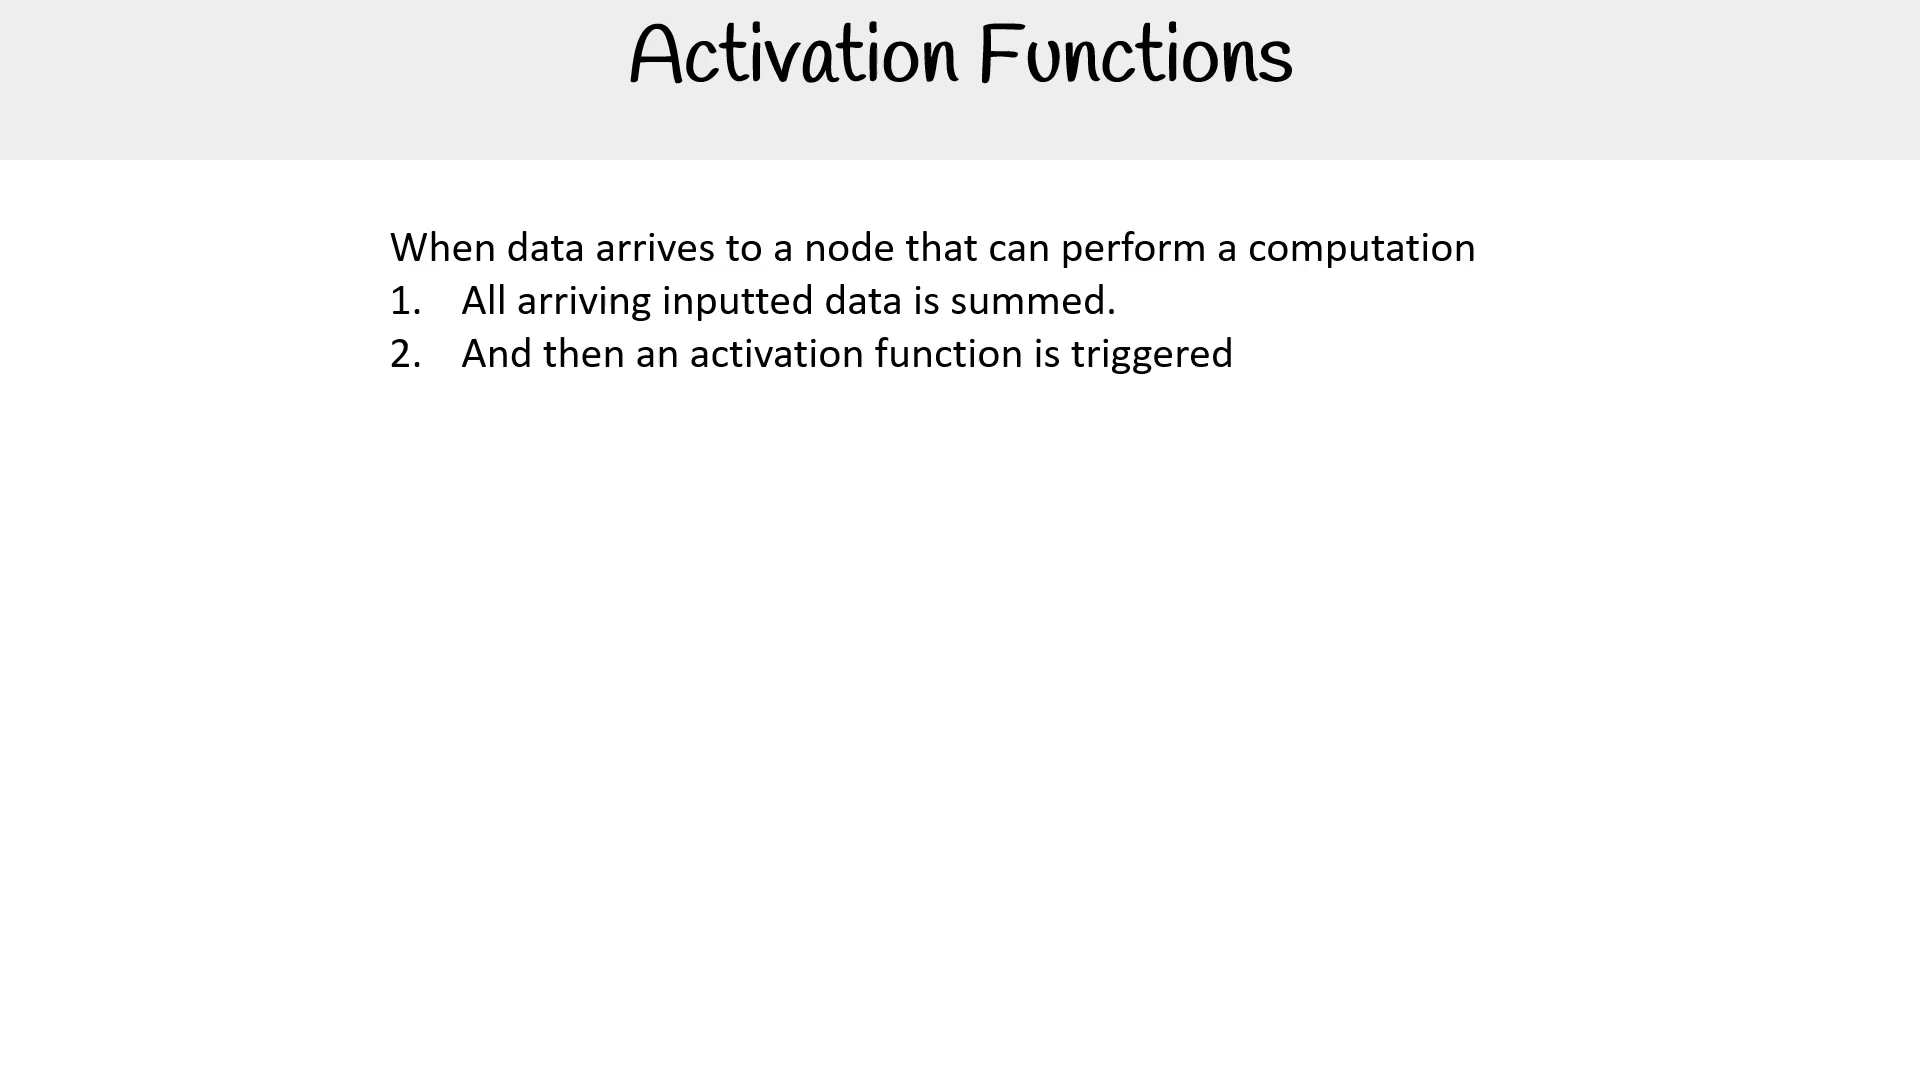 Activation Functions
When data arrives to a node that can perform a computation
1. All arriving inputted data is summed.
2. And then an activation function is triggered